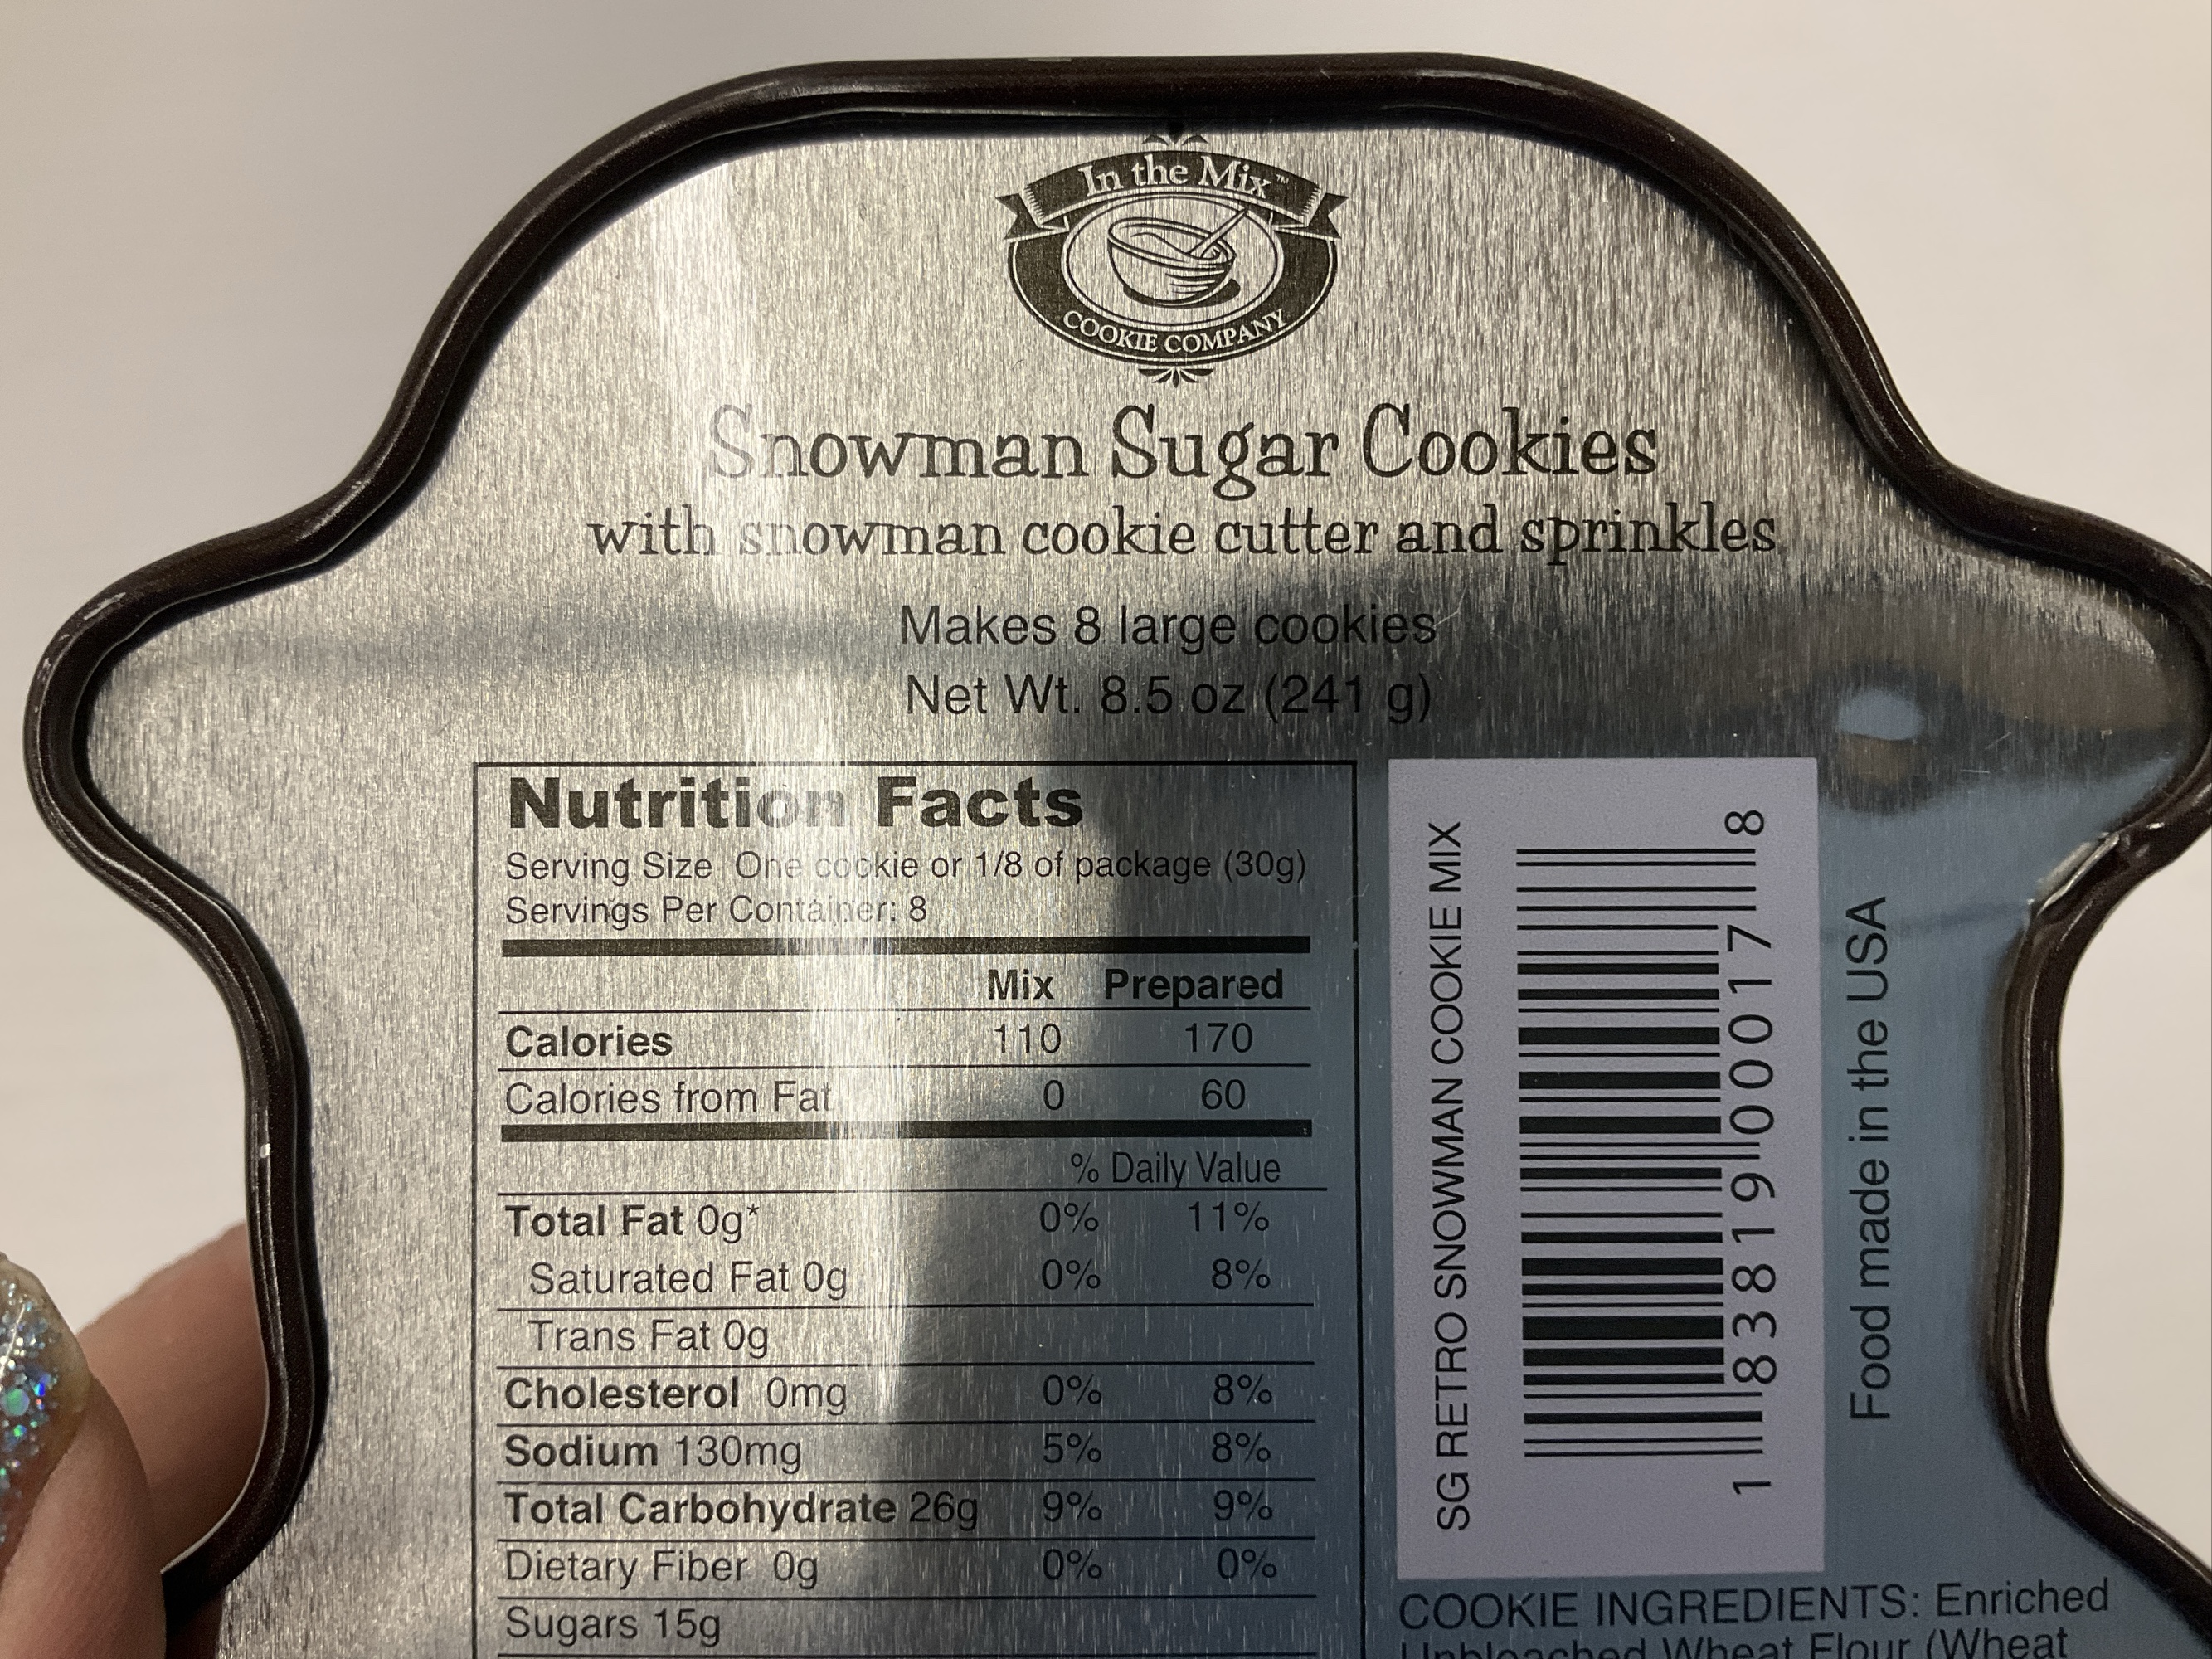 In the Mix™
COOKIE COMPANY
Snowman Sugar Cookies
with snowman cookie cutter and sprinkles
Makes 8 large cookies
Net Wt. 8.5 oz (241 g)
Nutrition Facts
Serving Size One cookie or 1/8 of package (30g)
Servings Per Container: 8
Mix Prepared
Calories 110 170
Calories from Fat 0 60
% Daily Value
Total Fat 0g* 0% 11%
Saturated Fat 0g 0% 8%
Trans Fat 0g
Cholesterol 0mg 0% 8%
Sodium 130mg 5% 8%
Total Carbohydrate 26g 9% 9%
Dietary Fiber 0g 0% 0%
Sugars 15g
SG RETRO SNOWMAN COOKIE MIX
1 83819 00017 8
Food made in the USA
COOKIE INGREDIENTS: Enriched
Unbleached Wheat Flour (Wheat